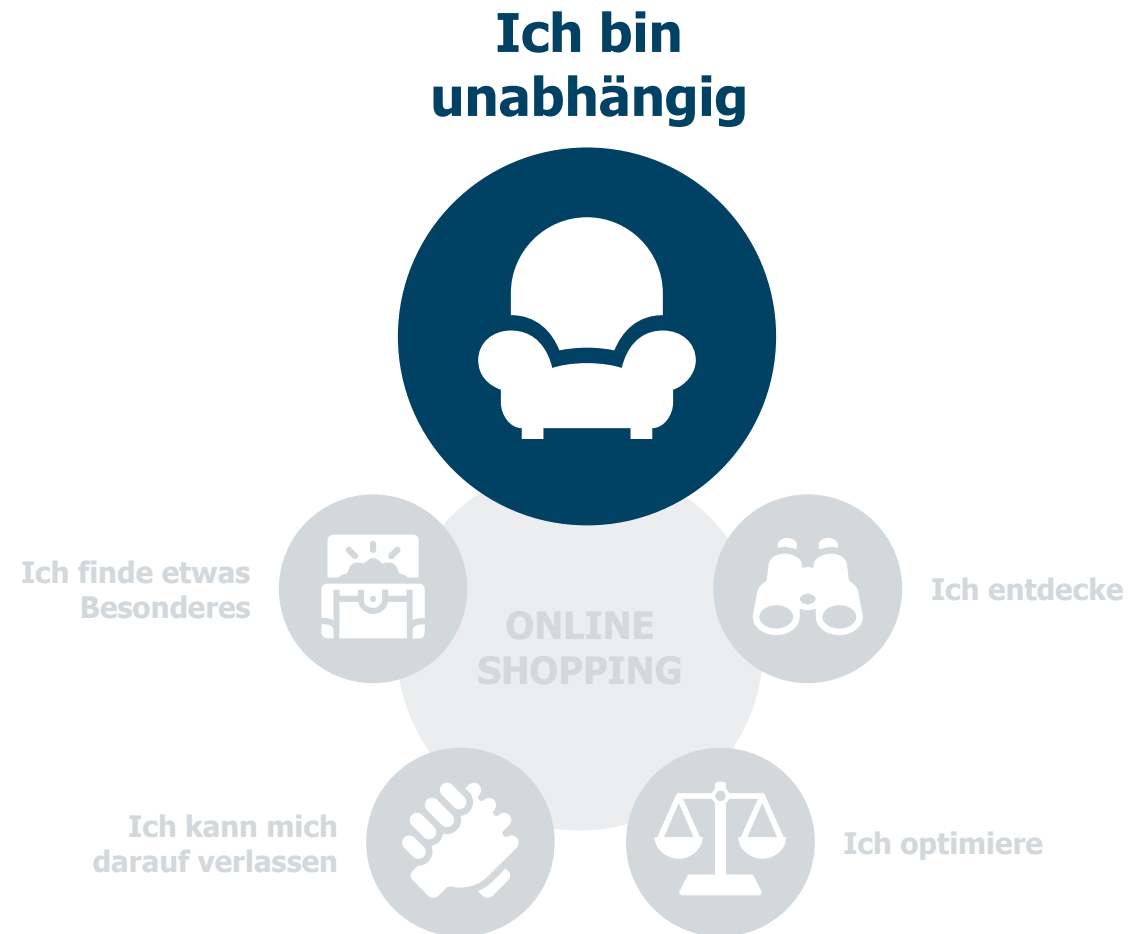 Ich bin
unabhängig
Ich finde etwas
Besonderes
ONLINE
SHOPPING
Ich entdecke
Ich kann mich
darauf verlassen
Ich optimiere